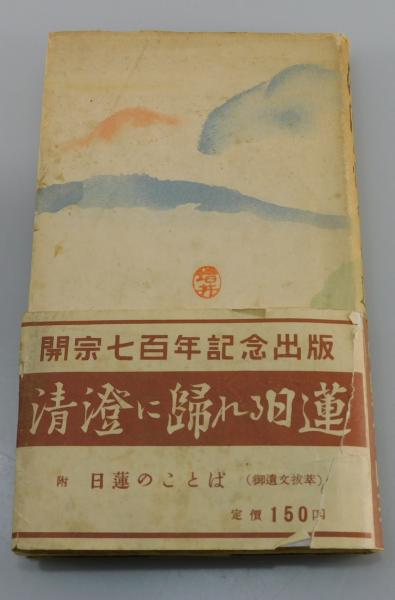 開宗七百年記念出版
清澄に歸れる日蓮
附 日蓮のことば (御遺文拔萃)
定價 150円